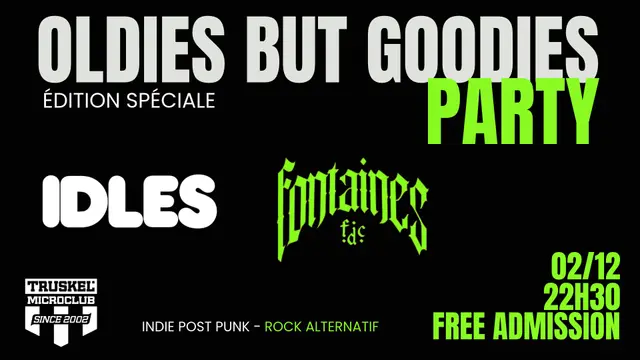 OLDIES BUT GOODIES
ÉDITION SPÉCIALE
PARTY
IDLES
fontaines
f.d.c
TRUSKEL
MICROCLUB
SINCE 2002
INDIE POST PUNK - ROCK ALTERNATIF
02/12
22H30
FREE ADMISSION